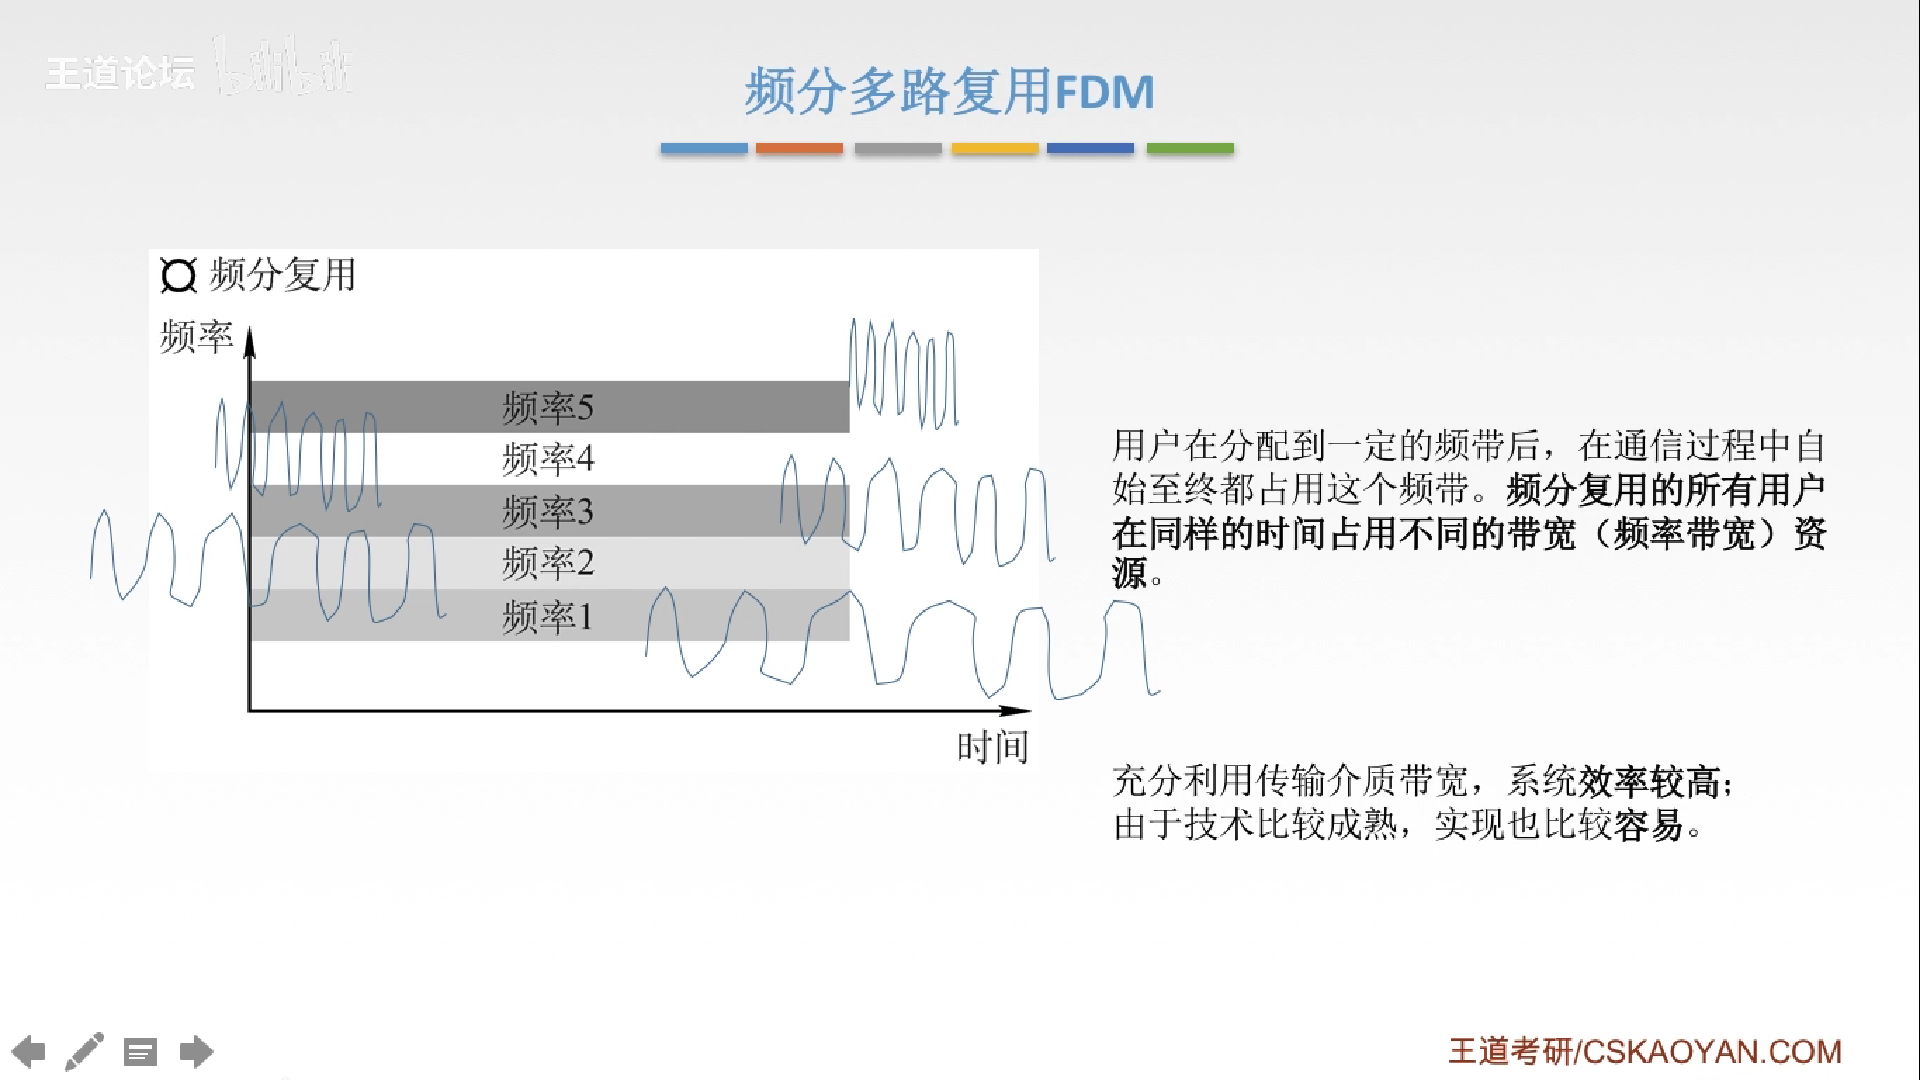 王道论坛 bilibili
频分多路复用FDM
¤ 频分复用
频率
频率5
频率4
频率3
频率2
频率1
时间
用户在分配到一定的频带后，在通信过程中自
始至终都占用这个频带。频分复用的所有用户
在同样的时间占用不同的带宽（频率带宽）资
源。
充分利用传输介质带宽，系统效率较高；
由于技术比较成熟，实现也比较容易。
王道考研/CSKAOYAN.COM